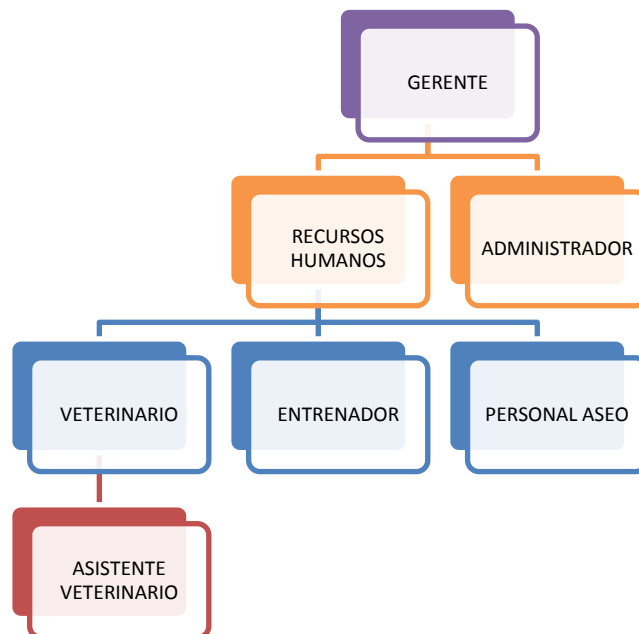 GERENTE
RECURSOS
HUMANOS
ADMINISTRADOR
VETERINARIO
ENTRENADOR
PERSONAL ASEO
ASISTENTE
VETERINARIO